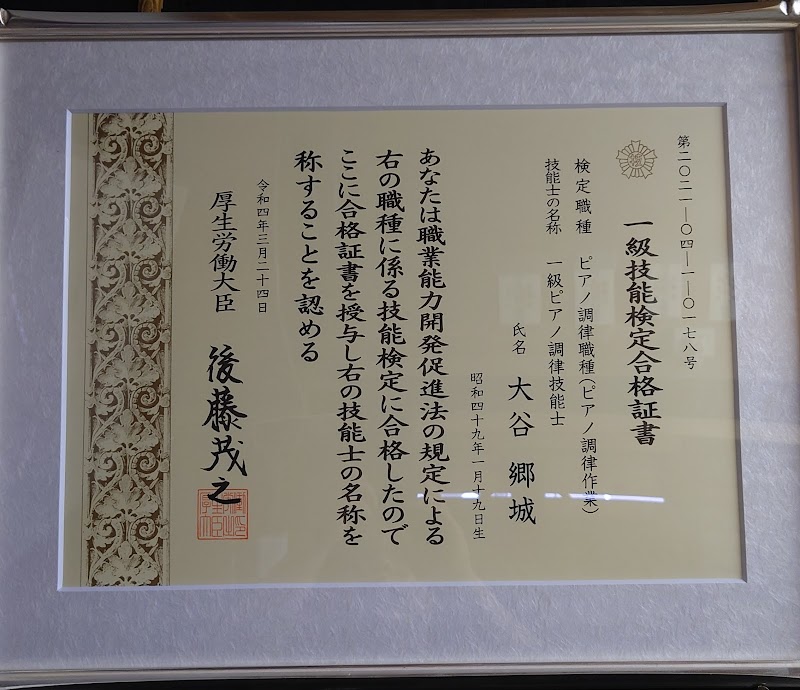 第二〇二一―〇四―一―〇一七八号
一級技能検定合格証書
検定職種 ピアノ調律職種(ピアノ調律作業)
技能士の名称 一級ピアノ調律技能士
氏名 大谷 郷城
昭和四十九年一月十九日生
あなたは職業能力開発促進法の規定による
右の職種に係る技能検定に合格したので
ここに合格証書を授与し右の技能士の名称を
称することを認める
令和四年三月二十四日
厚生労働大臣 後藤茂之